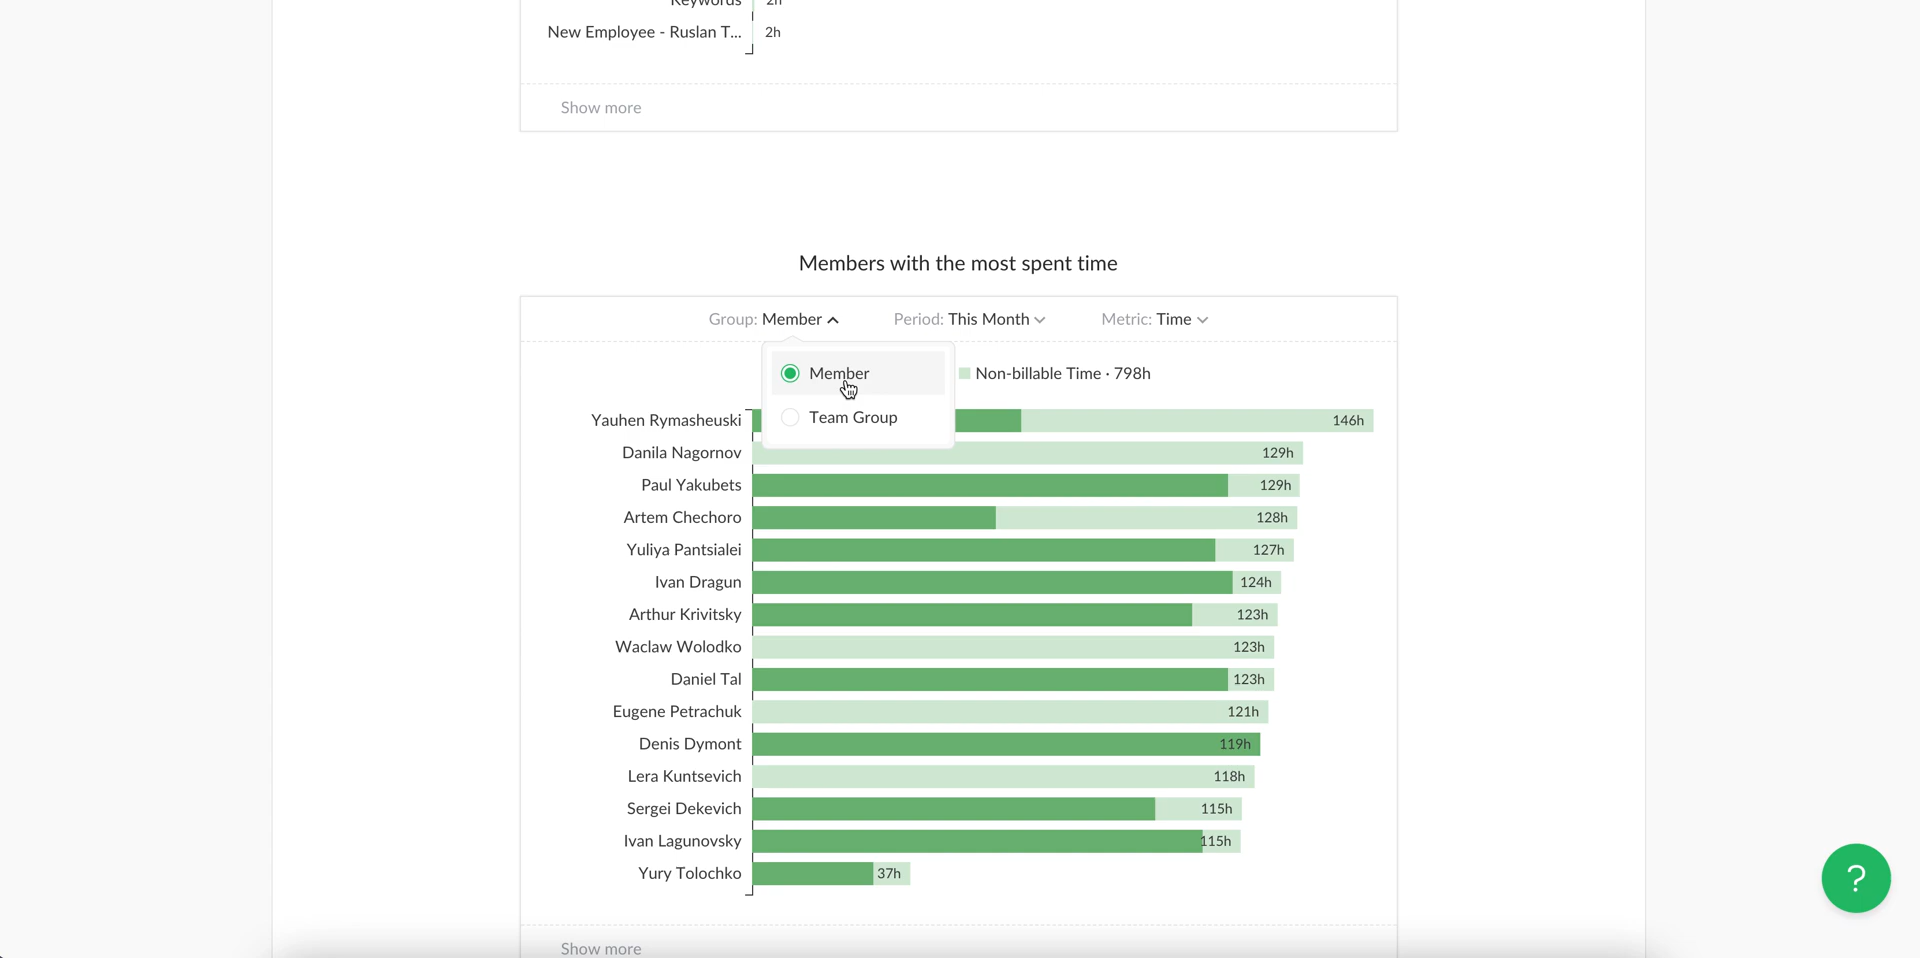 Keywords 2h
New Employee - Ruslan T... 2h
Show more
Members with the most spent time
Group: Member Period: This Month Metric: Time
Member
Non-billable Time · 798h
Team Group
Yauhen Rymasheuski 146h
Danila Nagornov 129h
Paul Yakubets 129h
Artem Chechoro 128h
Yuliya Pantsialei 127h
Ivan Dragun 124h
Arthur Krivitsky 123h
Waclaw Wolodko 123h
Daniel Tal 123h
Eugene Petrachuk 121h
Denis Dymont 119h
Lera Kuntsevich 118h
Sergei Dekevich 115h
Ivan Lagunovsky 115h
Yury Tolochko 37h
?
Show more